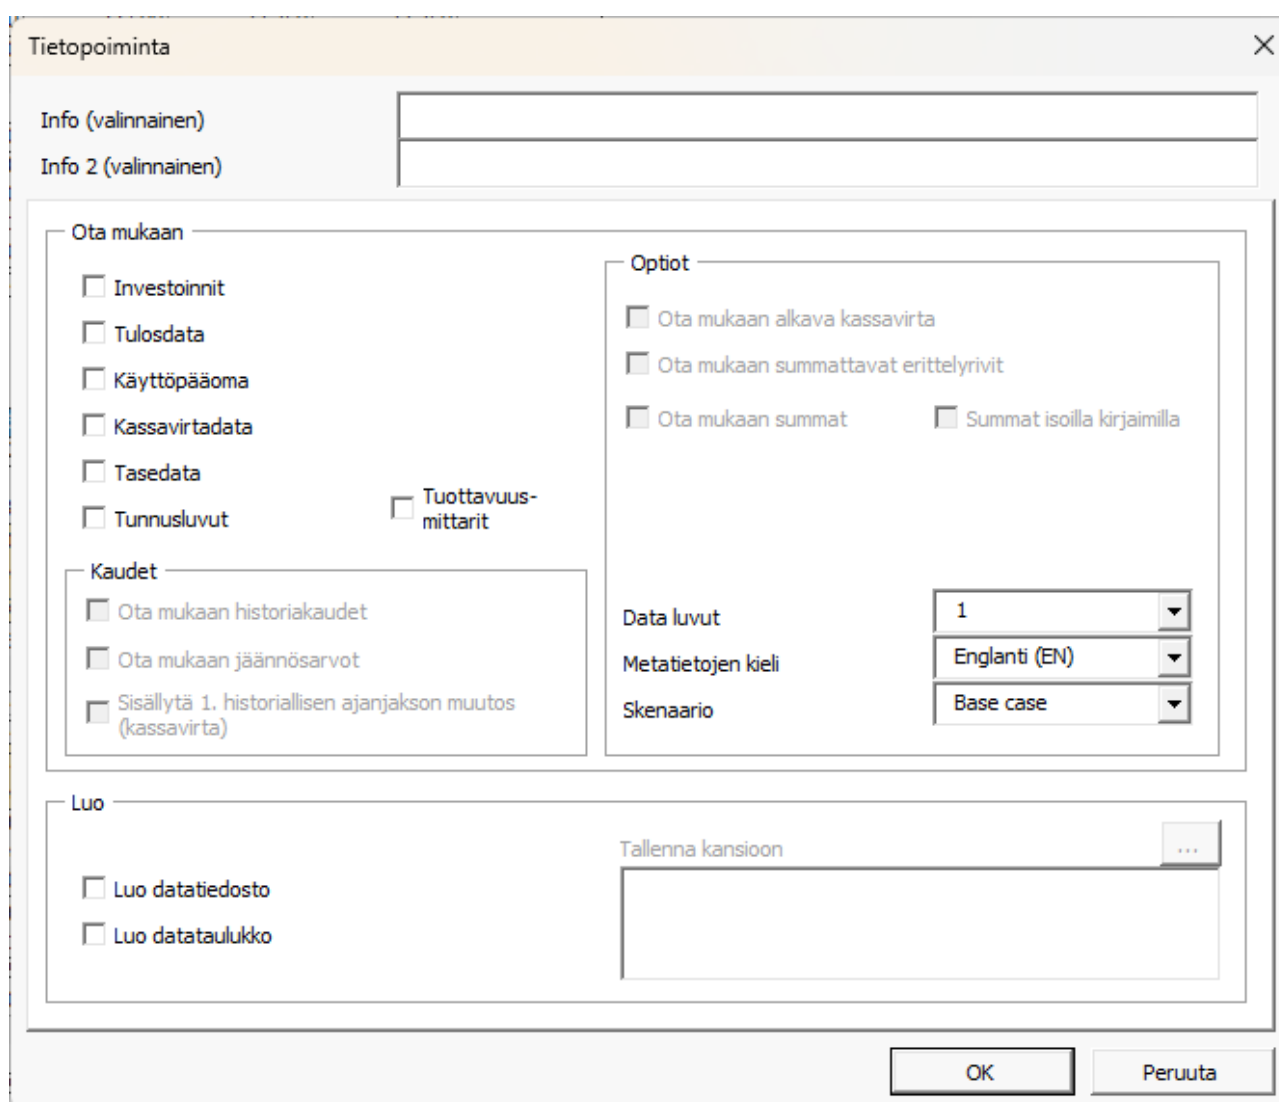 Tietopoiminta
Info (valinnainen)
Info 2 (valinnainen)
Ota mukaan
Investoinnit
Tulosdata
Käyttöpääoma
Kassavirtadata
Tasedata
Tunnusluvut
Tuottavuus-
mittarit
Kaudet
Ota mukaan historiakaudet
Ota mukaan jäännösarvot
Sisällytä 1. historiallisen ajanjakson muutos
(kassavirta)
Optiot
Ota mukaan alkava kassavirta
Ota mukaan summattavat erittelyrivit
Ota mukaan summat
Summat isoilla kirjaimilla
Data luvut 1
Metatietojen kieli Englanti (EN)
Skenaario Base case
Luo
Luo datatiedosto
Luo datataulukko
Tallenna kansioon ...
OK Peruuta